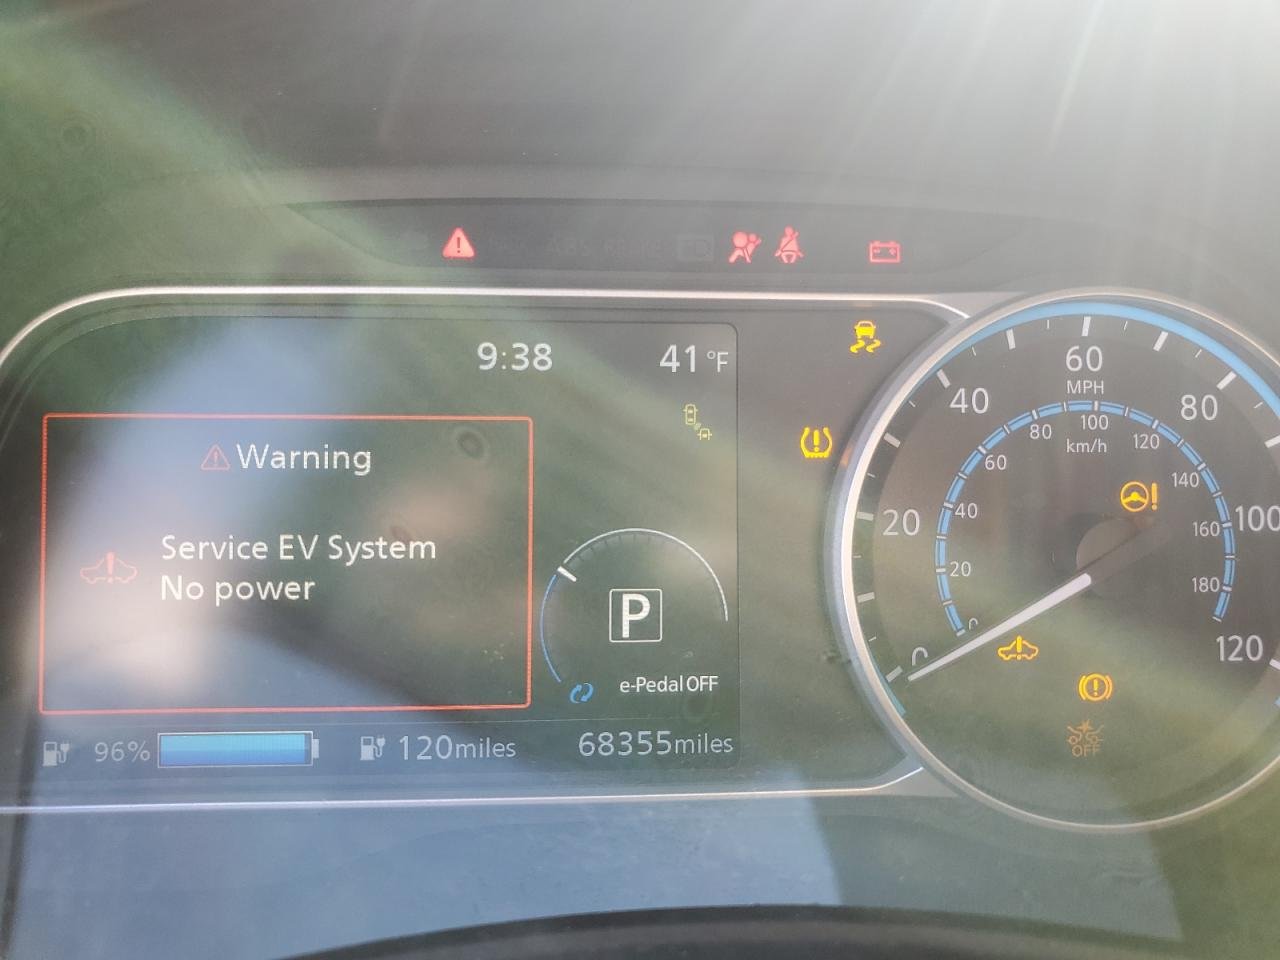 9:38
41 °F
Warning
Service EV System
No power
P
e-Pedal OFF
96%
120miles
68355miles
0
20
40
60
80
100
120
MPH
0
20
40
60
80
100
120
140
160
180
km/h
OFF